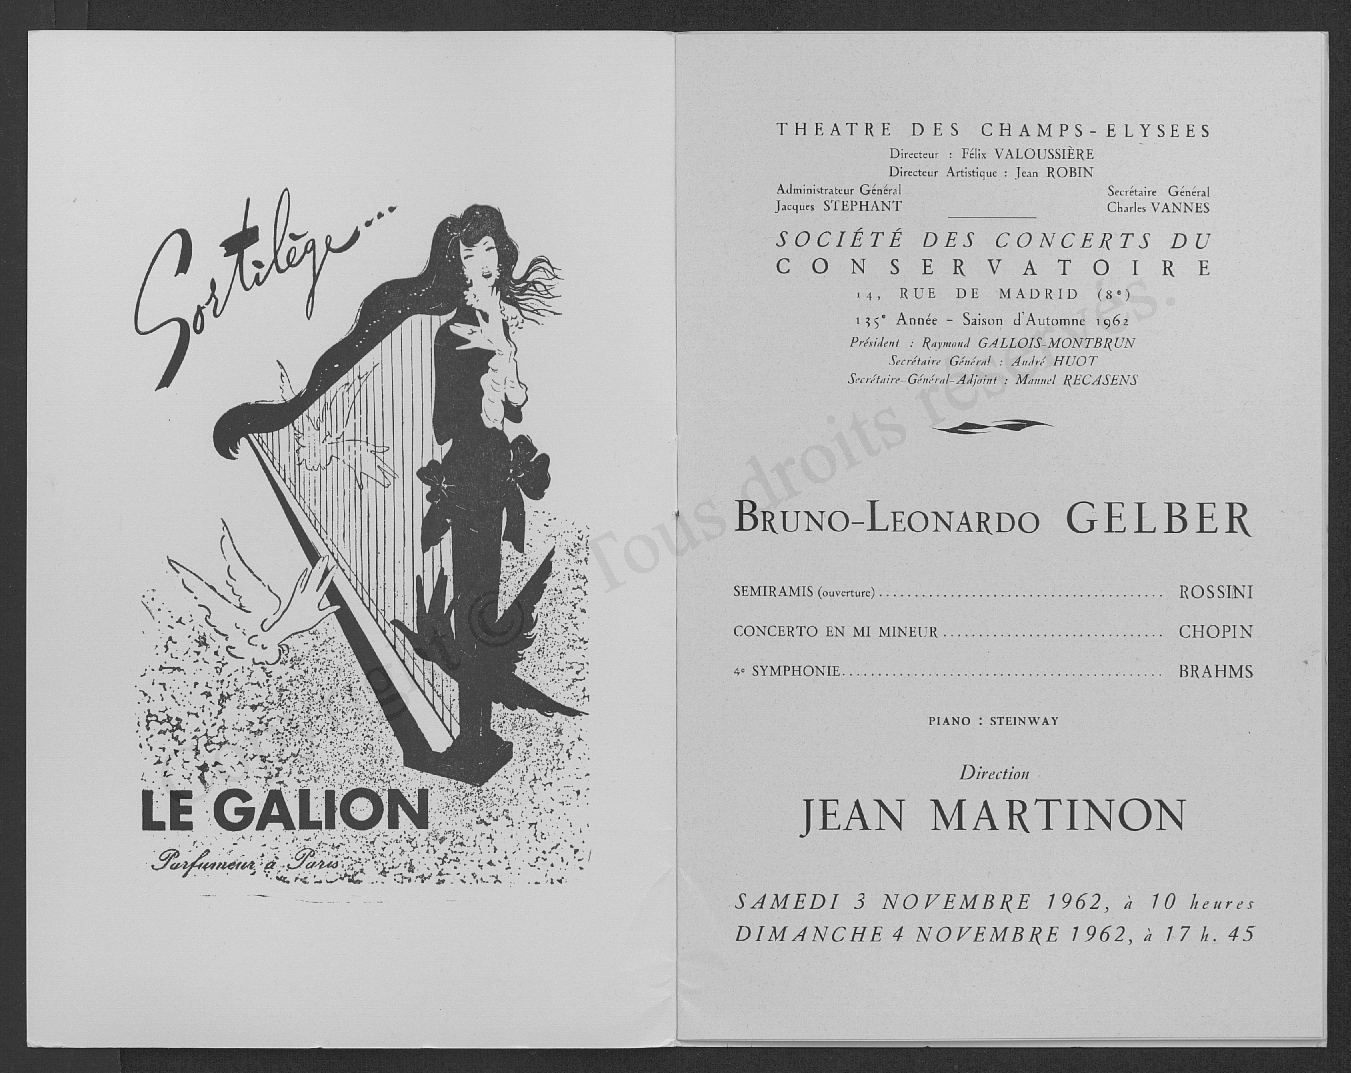 Sortilège...
LE GALION
Parfumeur à Paris
THEATRE DES CHAMPS-ELYSEES
Directeur : Félix VALOUSSIÈRE
Directeur Artistique : Jean ROBIN
Administrateur Général
Jacques STEPHANT
Secrétaire Général
Charles VANNES
SOCIÉTÉ DES CONCERTS DU
CONSERVATOIRE
14, RUE DE MADRID (8e)
135e Année - Saison d'Automne 1962
Président : Raymond GALLOIS-MONTBRUN
Secrétaire Général : André HUOT
Secrétaire-Général-Adjoint : Manuel RECASENS
BRUNO-LEONARDO GELBER
SEMIRAMIS (ouverture) ........................................ ROSSINI
CONCERTO EN MI MINEUR ............................... CHOPIN
4e SYMPHONIE............................................. BRAHMS
PIANO : STEINWAY
Direction
JEAN MARTINON
SAMEDI 3 NOVEMBRE 1962, à 10 heures
DIMANCHE 4 NOVEMBRE 1962, à 17 h. 45
© Tous droits réservés.